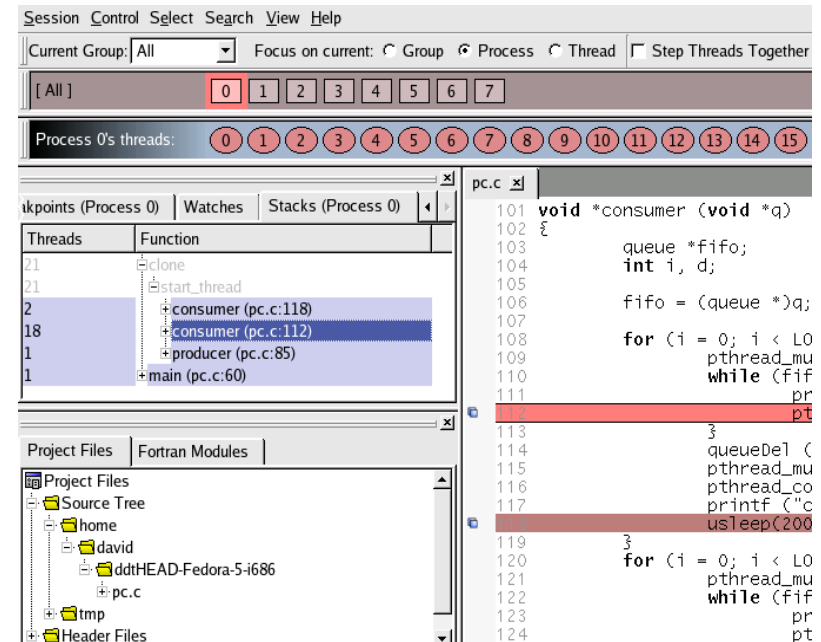 Session Control Select Search View Help
Current Group: All Focus on current: Group Process Thread Step Threads Together
[ All ] 0 1 2 3 4 5 6 7
Process 0's threads: 0 1 2 3 4 5 6 7 8 9 10 11 12 13 14 15
akpoints (Process 0) Watches Stacks (Process 0)
Threads Function
21 clone
21 start_thread
2 consumer (pc.c:118)
18 consumer (pc.c:112)
1 producer (pc.c:85)
1 main (pc.c:60)
Project Files Fortran Modules
Project Files
Source Tree
home
david
ddtHEAD-Fedora-5-i686
pc.c
tmp
Header Files
pc.c
101 void *consumer (void *q)
102 {
103 queue *fifo;
104 int i, d;
105
106 fifo = (queue *)q;
107
108 for (i = 0; i < LO
109 pthread_mu
110 while (fif
111 pr
112 pt
113 }
114 queueDel (
115 pthread_mu
116 pthread_co
117 printf ("c
118 usleep(200
119 }
120 for (i = 0; i < LO
121 pthread_mu
122 while (fif
123 pr
124 pt